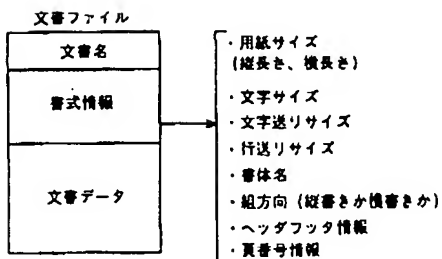 文書ファイル
文書名
書式情報
文書データ
・用紙サイズ
(縦長さ、横長さ)
・文字サイズ
・文字送りサイズ
・行送りサイズ
・書体名
・組方向(縦書きか横書きか)
・ヘッダフッタ情報
・頁番号情報